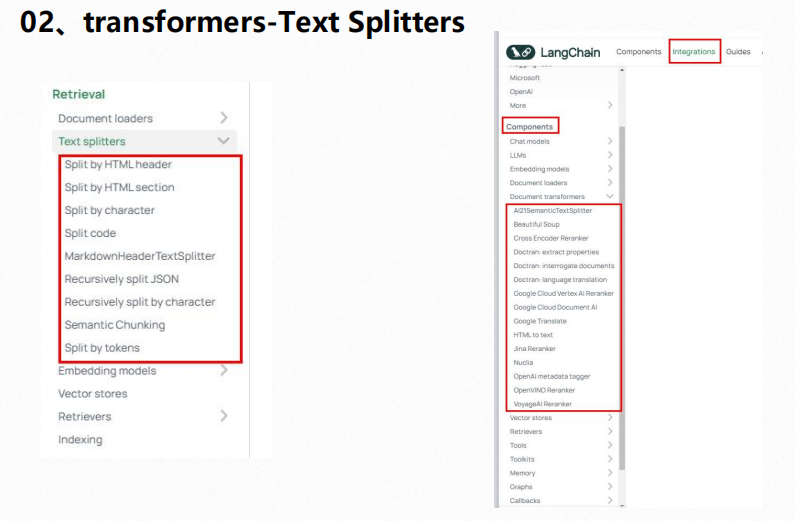 02、transformers-Text Splitters
Retrieval
Document loaders
Text splitters
Split by HTML header
Split by HTML section
Split by character
Split code
MarkdownHeaderTextSplitter
Recursively split JSON
Recursively split by character
Semantic Chunking
Split by tokens
Embedding models
Vector stores
Retrievers
Indexing
LangChain Components Integrations Guides
Microsoft
OpenAI
More
Components
Chat models
LLMs
Embedding models
Document loaders
Document transformers
AI21SemanticTextSplitter
Beautiful Soup
Cross Encoder Reranker
Doctran: extract properties
Doctran: interrogate documents
Doctran: language translation
Google Cloud Vertex AI Reranker
Google Cloud Document AI
Google Translate
HTML to text
Jina Reranker
Nuclia
OpenAI metadata tagger
OpenVINO Reranker
VoyageAI Reranker
Vector stores
Retrievers
Tools
Toolkits
Memory
Graphs
Callbacks